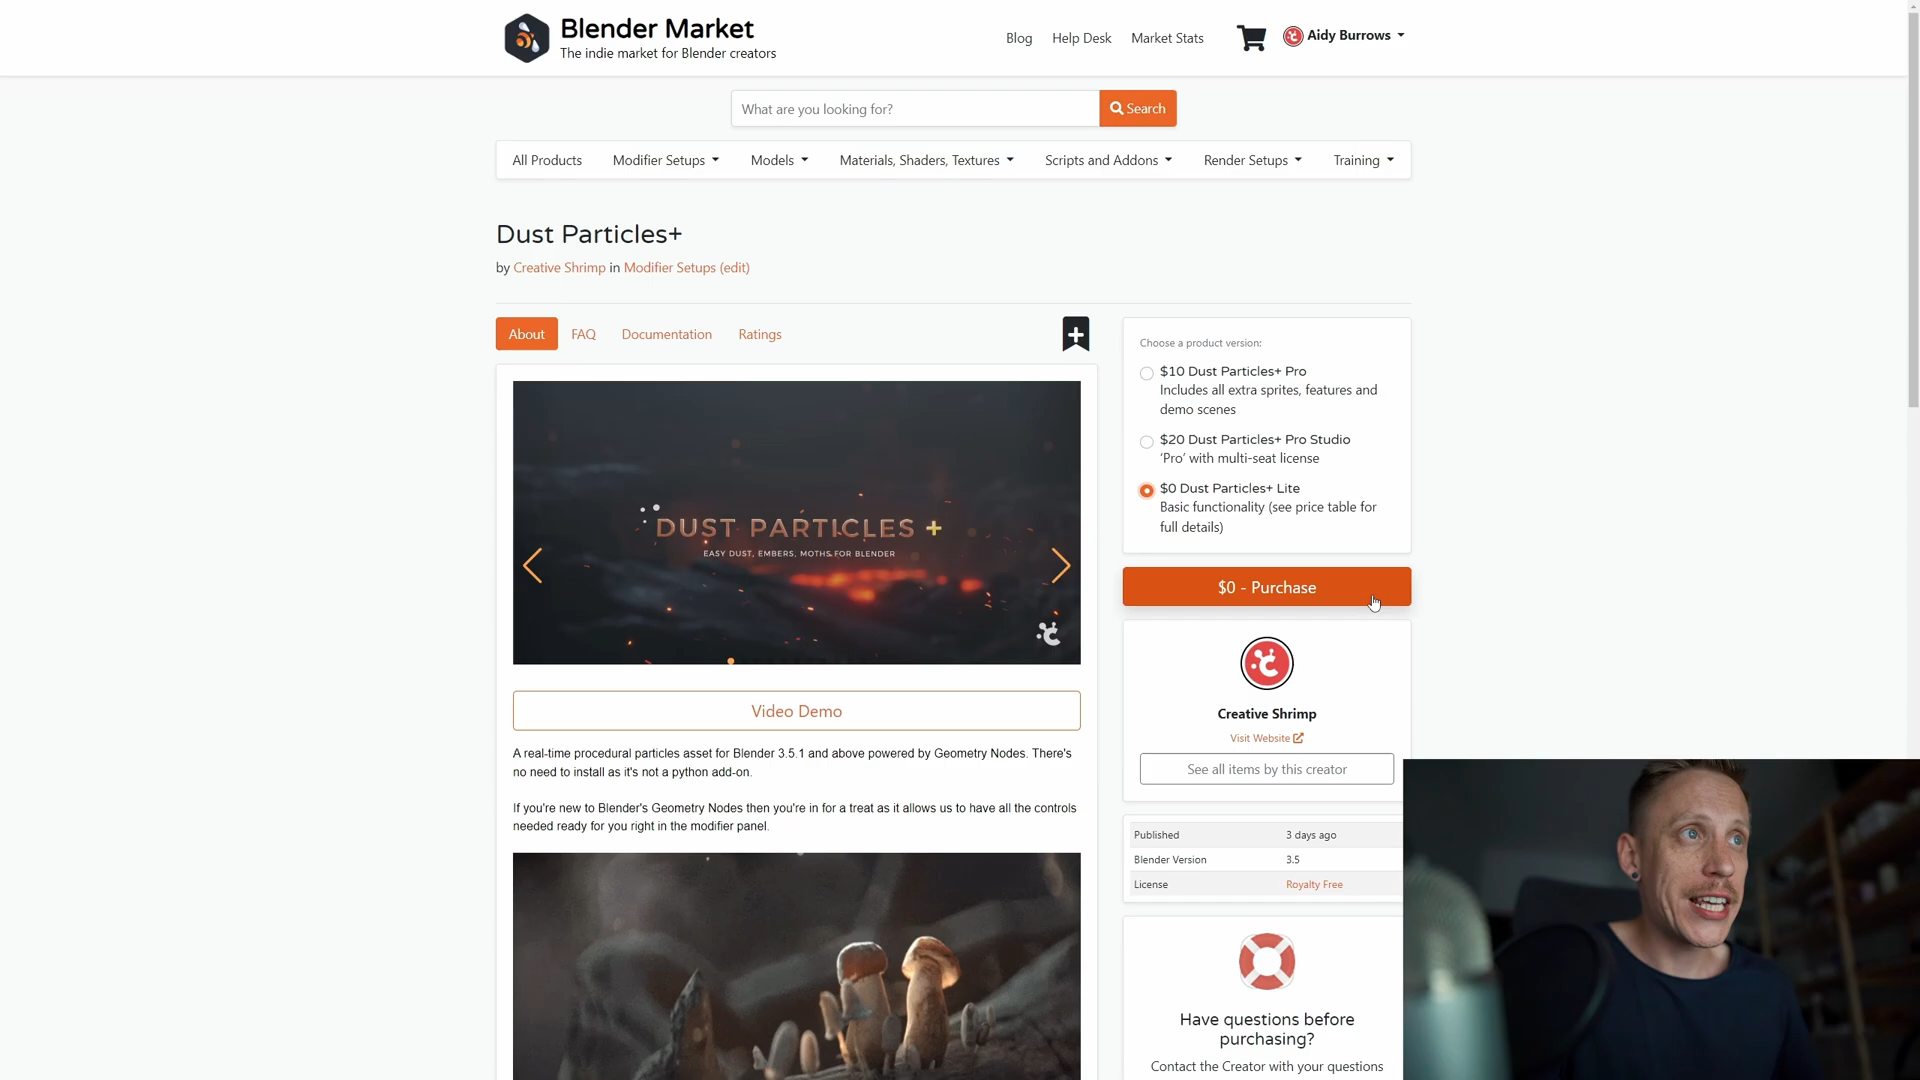 Blender Market
The indie market for Blender creators
Blog
Help Desk
Market Stats
Aidy Burrows
What are you looking for?
Search
All Products
Modifier Setups
Models
Materials, Shaders, Textures
Scripts and Addons
Render Setups
Training
Dust Particles+
by Creative Shrimp in Modifier Setups (edit)
About
FAQ
Documentation
Ratings
DUST PARTICLES +
EASY DUST, EMBERS, MOTHS FOR BLENDER
Video Demo
A real-time procedural particles asset for Blender 3.5.1 and above powered by Geometry Nodes. There's
no need to install as it's not a python add-on.
If you're new to Blender's Geometry Nodes then you're in for a treat as it allows us to have all the controls
needed ready for you right in the modifier panel.
Choose a product version:
$10 Dust Particles+ Pro
Includes all extra sprites, features and
demo scenes
$20 Dust Particles+ Pro Studio
'Pro' with multi-seat license
$0 Dust Particles+ Lite
Basic functionality (see price table for
full details)
$0 - Purchase
Creative Shrimp
Visit Website
See all items by this creator
Published 3 days ago
Blender Version 3.5
License Royalty Free
Have questions before
purchasing?
Contact the Creator with your questions